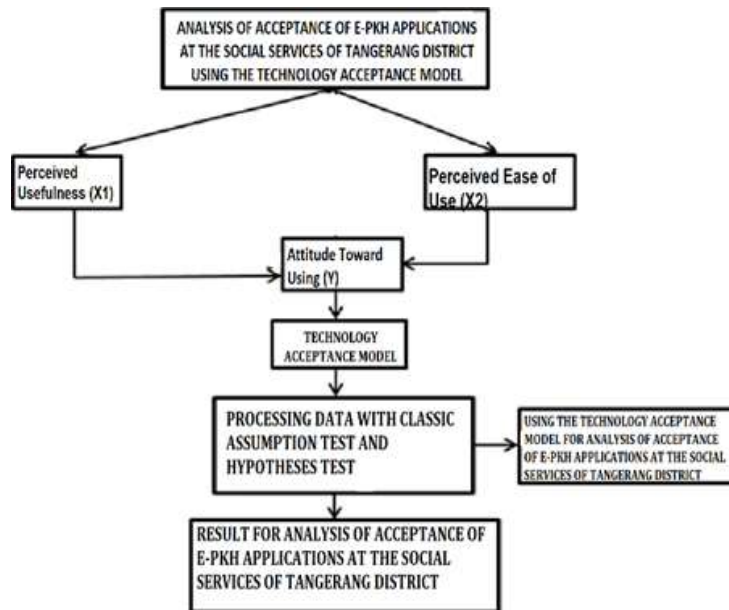 ANALYSIS OF ACCEPTANCE OF E-PKH APPLICATIONS
AT THE SOCIAL SERVICES OF TANGERANG DISTRICT
USING THE TECHNOLOGY ACCEPTANCE MODEL
Perceived
Usefulness (X1)
Perceived Ease of
Use (X2)
Attitude Toward
Using (Y)
TECHNOLOGY
ACCEPTANCE MODEL
PROCESSING DATA WITH CLASSIC
ASSUMPTION TEST AND
HYPOTHESES TEST
USING THE TECHNOLOGY ACCEPTANCE
MODEL FOR ANALYSIS OF ACCEPTANCE
OF E-PKH APPLICATIONS AT THE SOCIAL
SERVICES OF TANGERANG DISTRICT
RESULT FOR ANALYSIS OF ACCEPTANCE OF
E-PKH APPLICATIONS AT THE SOCIAL
SERVICES OF TANGERANG DISTRICT